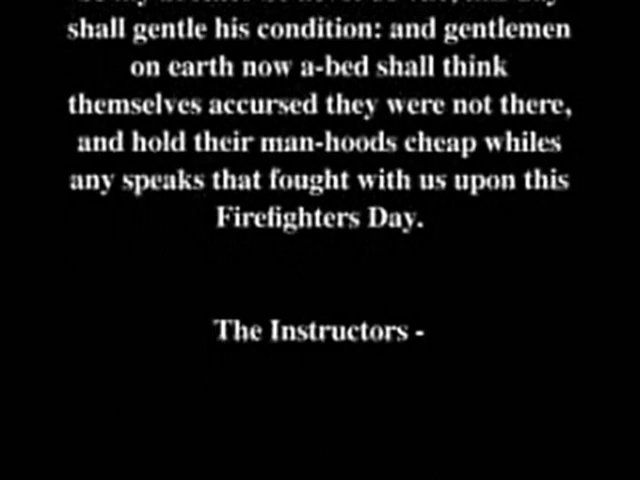 shall gentle his condition: and gentlemen
on earth now a-bed shall think
themselves accursed they were not there,
and hold their man-hoods cheap whiles
any speaks that fought with us upon this
Firefighters Day.
The Instructors -